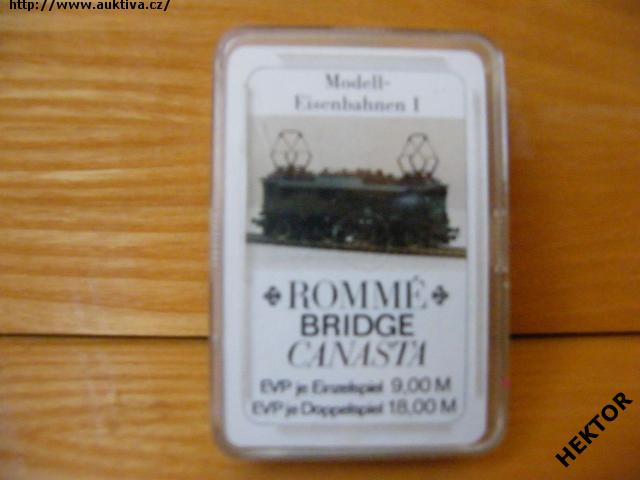 http://www.auktiva.cz/
Modell-
Eisenbahnen 1
ROMMÉ
BRIDGE
CANASTA
EVP je Einzelspiel 9,00 M
EVP je Doppelspiel 18,00 M
HEKTOR